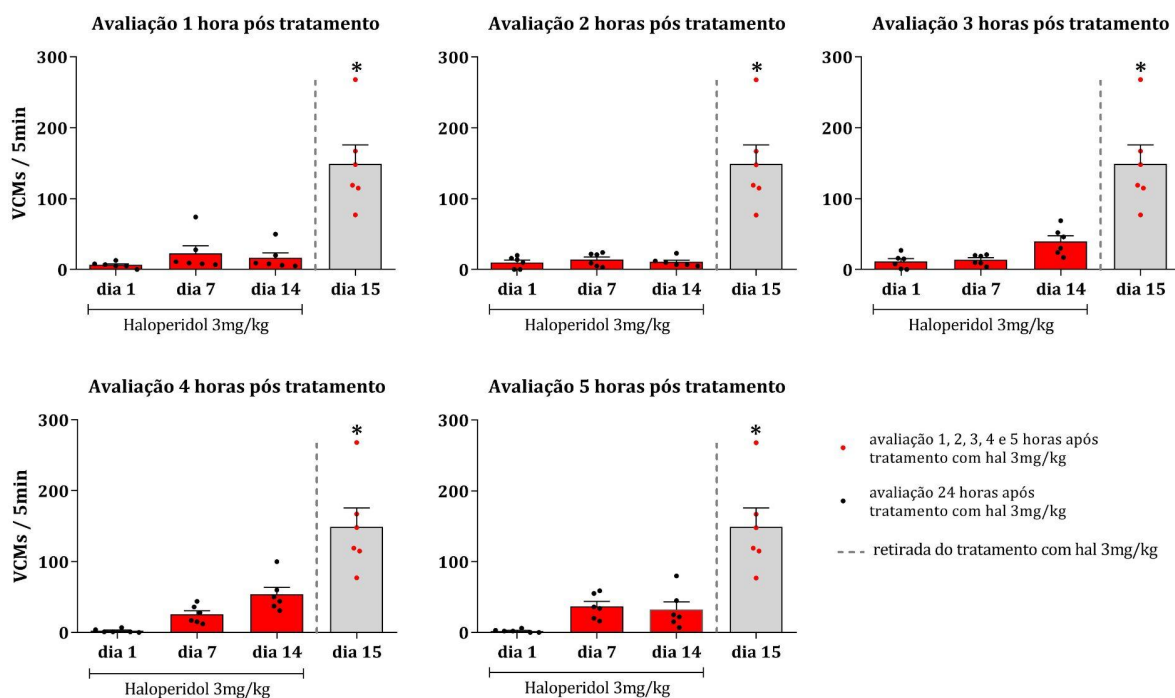 Avaliação 1 hora pós tratamento
VCMs / 5min
300
200
100
0
*
dia 1
dia 7
dia 14
dia 15
Haloperidol 3mg/kg
Avaliação 2 horas pós tratamento
300
200
100
0
*
dia 1
dia 7
dia 14
dia 15
Haloperidol 3mg/kg
Avaliação 3 horas pós tratamento
300
200
100
0
*
dia 1
dia 7
dia 14
dia 15
Haloperidol 3mg/kg
Avaliação 4 horas pós tratamento
VCMs / 5min
300
200
100
0
*
dia 1
dia 7
dia 14
dia 15
Haloperidol 3mg/kg
Avaliação 5 horas pós tratamento
300
200
100
0
*
dia 1
dia 7
dia 14
dia 15
Haloperidol 3mg/kg
avaliação 1, 2, 3, 4 e 5 horas após
tratamento com hal 3mg/kg
avaliação 24 horas após
tratamento com hal 3mg/kg
retirada do tratamento com hal 3mg/kg